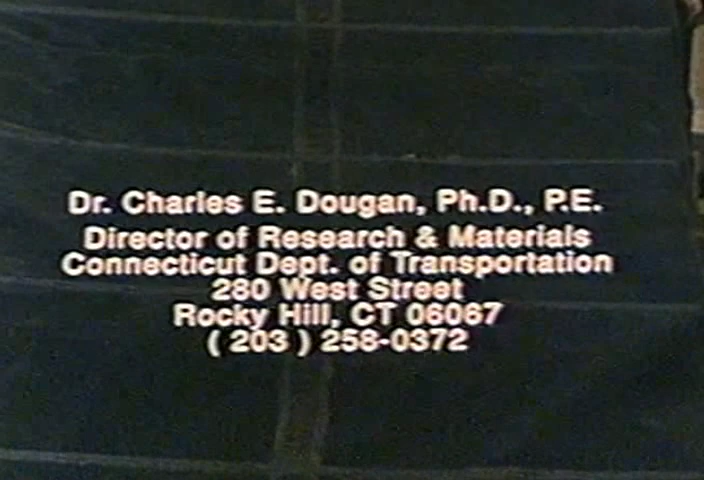 Dr. Charles E. Dougan, Ph.D., P.E.
Director of Research & Materials
Connecticut Dept. of Transportation
280 West Street
Rocky Hill, CT 06067
( 203 ) 258-0372